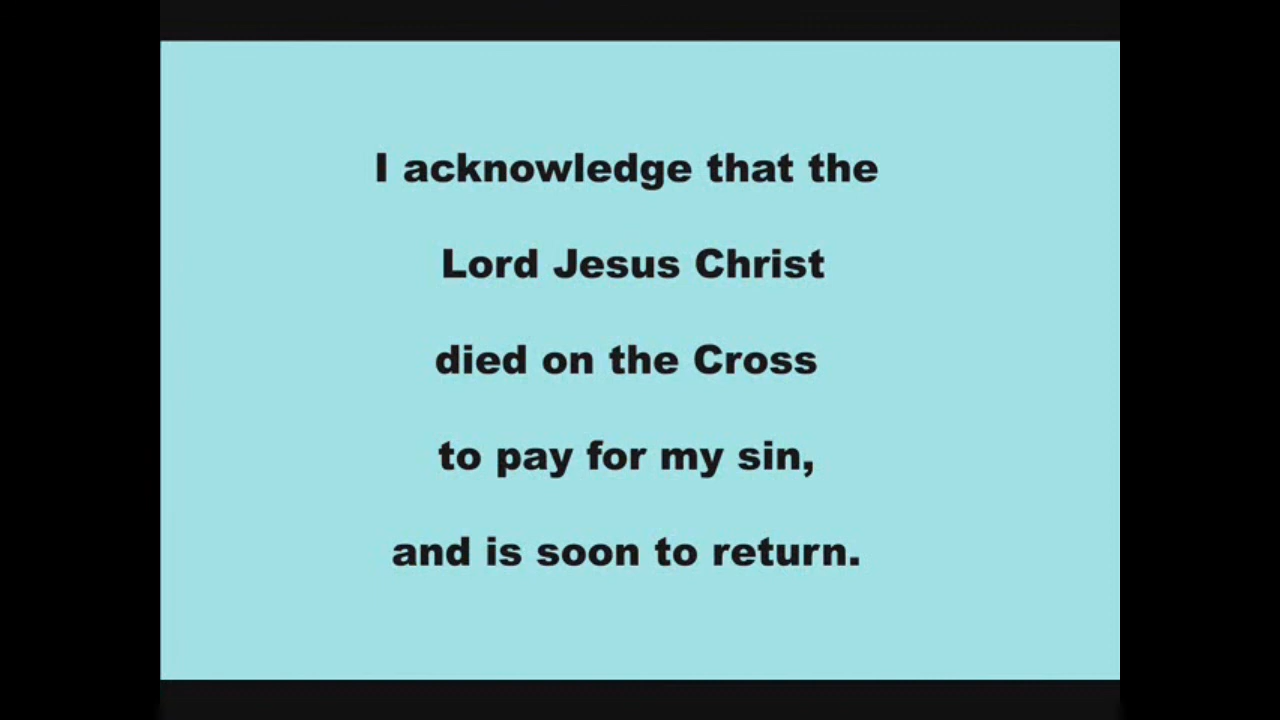 I acknowledge that the
Lord Jesus Christ
died on the Cross
to pay for my sin,
and is soon to return.